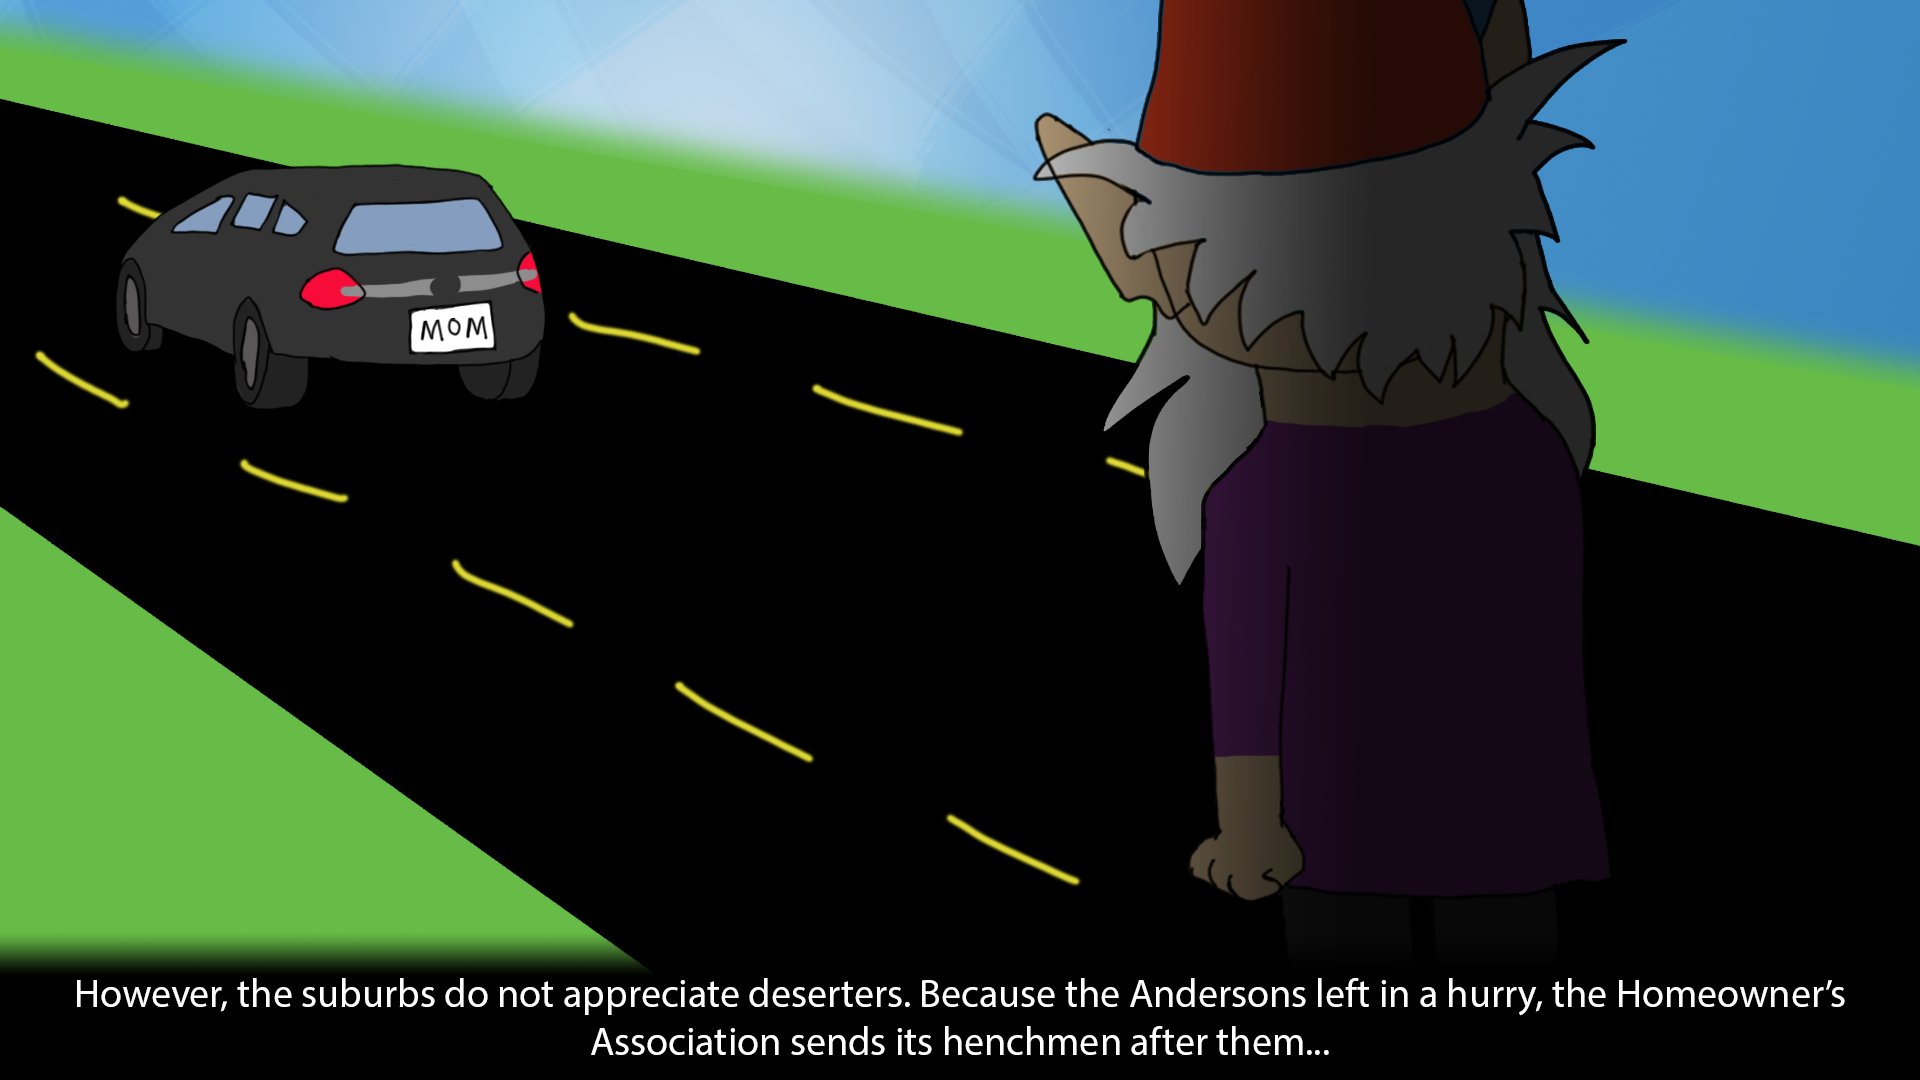 MOM
However, the suburbs do not appreciate deserters. Because the Andersons left in a hurry, the Homeowner’s
Association sends its henchmen after them...